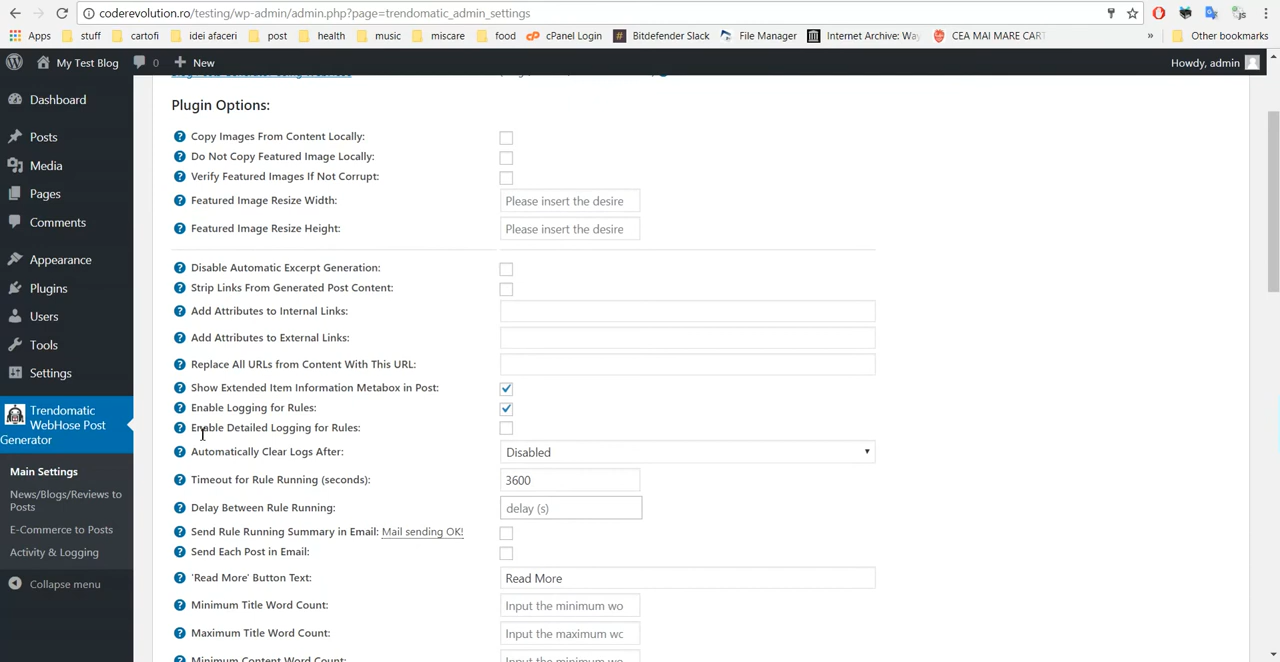 coderevolution.ro/testing/wp-admin/admin.php?page=trendomatic_admin_settings
Apps stuff cartofi idei afaceri post health music miscare food cPanel Login Bitdefender Slack File Manager Internet Archive: Way CEA MAI MARE CART » Other bookmarks
My Test Blog 0 New Howdy, admin
Dashboard
Posts
Media
Pages
Comments
Appearance
Plugins
Users
Tools
Settings
Trendomatic
WebHose Post
Generator
Main Settings
News/Blogs/Reviews to
Posts
E-Commerce to Posts
Activity & Logging
Collapse menu
Plugin Options:
Copy Images From Content Locally:
Do Not Copy Featured Image Locally:
Verify Featured Images If Not Corrupt:
Featured Image Resize Width: Please insert the desire
Featured Image Resize Height: Please insert the desire
Disable Automatic Excerpt Generation:
Strip Links From Generated Post Content:
Add Attributes to Internal Links:
Add Attributes to External Links:
Replace All URLs from Content With This URL:
Show Extended Item Information Metabox in Post:
Enable Logging for Rules:
Enable Detailed Logging for Rules:
Automatically Clear Logs After: Disabled
Timeout for Rule Running (seconds): 3600
Delay Between Rule Running: delay (s)
Send Rule Running Summary in Email: Mail sending OK!
Send Each Post in Email:
'Read More' Button Text: Read More
Minimum Title Word Count: Input the minimum wo
Maximum Title Word Count: Input the maximum wc
Minimum Content Word Count: